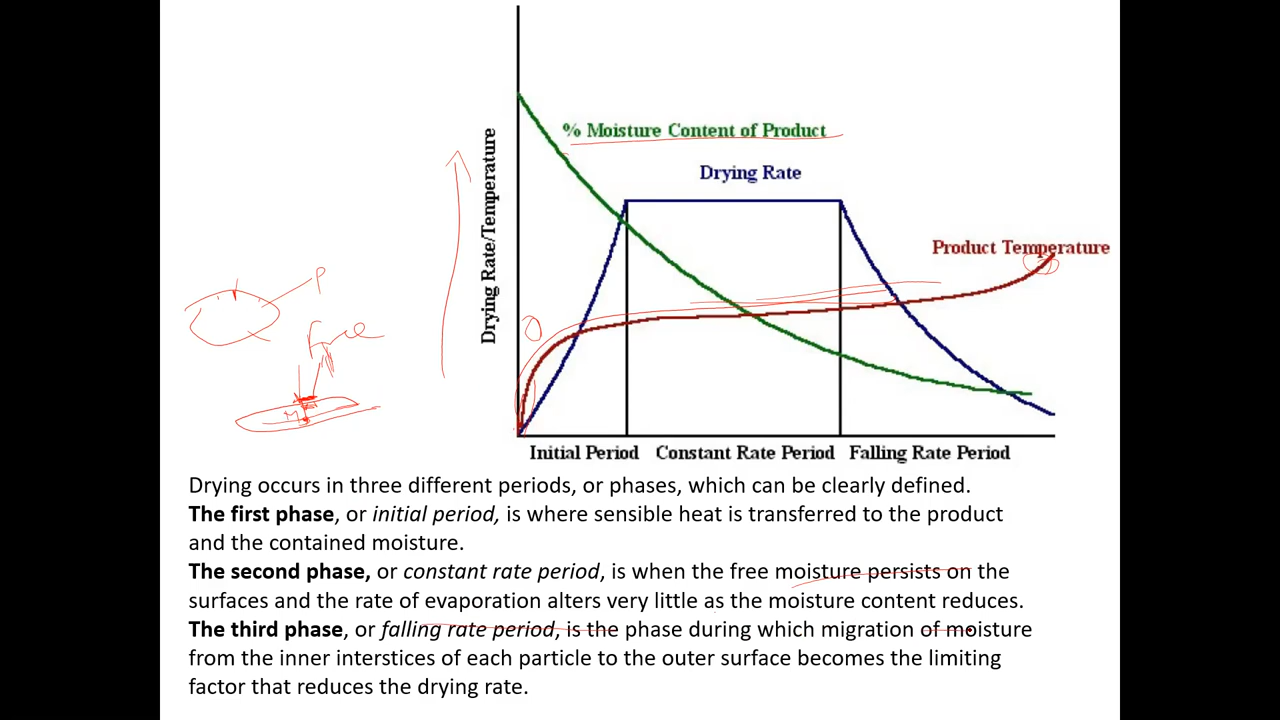 % Moisture Content of Product
Drying Rate
Product Temperature
Drying Rate/Temperature
P
Free
M
Initial Period Constant Rate Period Falling Rate Period
Drying occurs in three different periods, or phases, which can be clearly defined.
The first phase, or initial period, is where sensible heat is transferred to the product
and the contained moisture.
The second phase, or constant rate period, is when the free moisture persists on the
surfaces and the rate of evaporation alters very little as the moisture content reduces.
The third phase, or falling rate period, is the phase during which migration of moisture
from the inner interstices of each particle to the outer surface becomes the limiting
factor that reduces the drying rate.